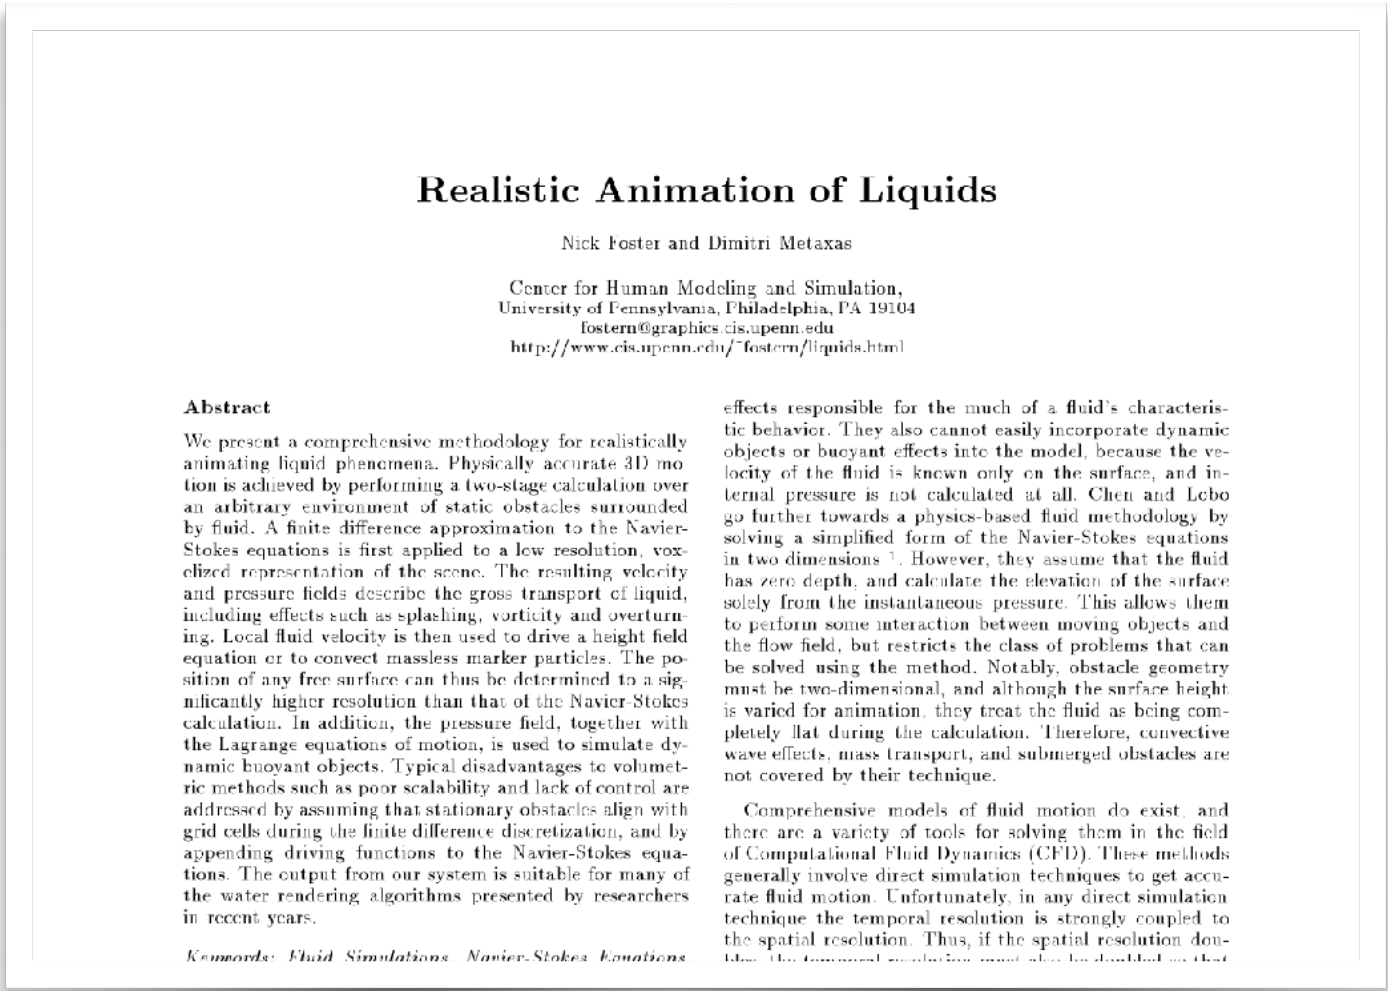 Realistic Animation of Liquids
Nick Foster and Dimitri Metaxas
Center for Human Modeling and Simulation,
University of Pennsylvania, Philadelphia, PA 19104
fostern@graphics.cis.upenn.edu
http://www.cis.upenn.edu/~fostern/liquids.html
Abstract
We present a comprehensive methodology for realistically
animating liquid phenomena. Physically accurate 3D mo
tion is achieved by performing a two-stage calculation over
an arbitrary environment of static obstacles surrounded
by fluid. A finite difference approximation to the Navier-
Stokes equations is first applied to a low resolution, vox-
elized representation of the scene. The resulting velocity
and pressure fields describe the gross transport of liquid,
including effects such as splashing, vorticity and overturn-
ing. Local fluid velocity is then used to drive a height field
equation or to convect massless marker particles. The po-
sition of any free surface can thus be determined to a sig-
nificantly higher resolution than that of the Navier-Stokes
calculation. In addition, the pressure field, together with
the Lagrange equations of motion, is used to simulate dy-
namic buoyant objects. Typical disadvantages to volumet-
ric methods such as poor scalability and lack of control are
addressed by assuming that stationary obstacles align with
grid cells during the finite difference discretization, and by
appending driving functions to the Navier-Stokes equa-
tions. The output from our system is suitable for many of
the water rendering algorithms presented by researchers
in recent years.
Keywords: Fluid Simulations, Navier-Stokes Equations,
effects responsible for the much of a fluid's characteris-
tic behavior. They also cannot easily incorporate dynamic
objects or buoyant effects into the model, because the ve-
locity of the fluid is known only on the surface, and in-
ternal pressure is not calculated at all. Chen and Lobo
go further towards a physics-based fluid methodology by
solving a simplified form of the Navier-Stokes equations
in two dimensions 1. However, they assume that the fluid
has zero depth, and calculate the elevation of the surface
solely from the instantaneous pressure. This allows them
to perform some interaction between moving objects and
the flow field, but restricts the class of problems that can
be solved using the method. Notably, obstacle geometry
must be two-dimensional, and although the surface height
is varied for animation, they treat the fluid as being com-
pletely flat during the calculation. Therefore, convective
wave effects, mass transport, and submerged obstacles are
not covered by their technique.
Comprehensive models of fluid motion do exist, and
there are a variety of tools for solving them in the field
of Computational Fluid Dynamics (CFD). These methods
generally involve direct simulation techniques to get accu-
rate fluid motion. Unfortunately, in any direct simulation
technique the temporal resolution is strongly coupled to
the spatial resolution. Thus, if the spatial resolution dou-